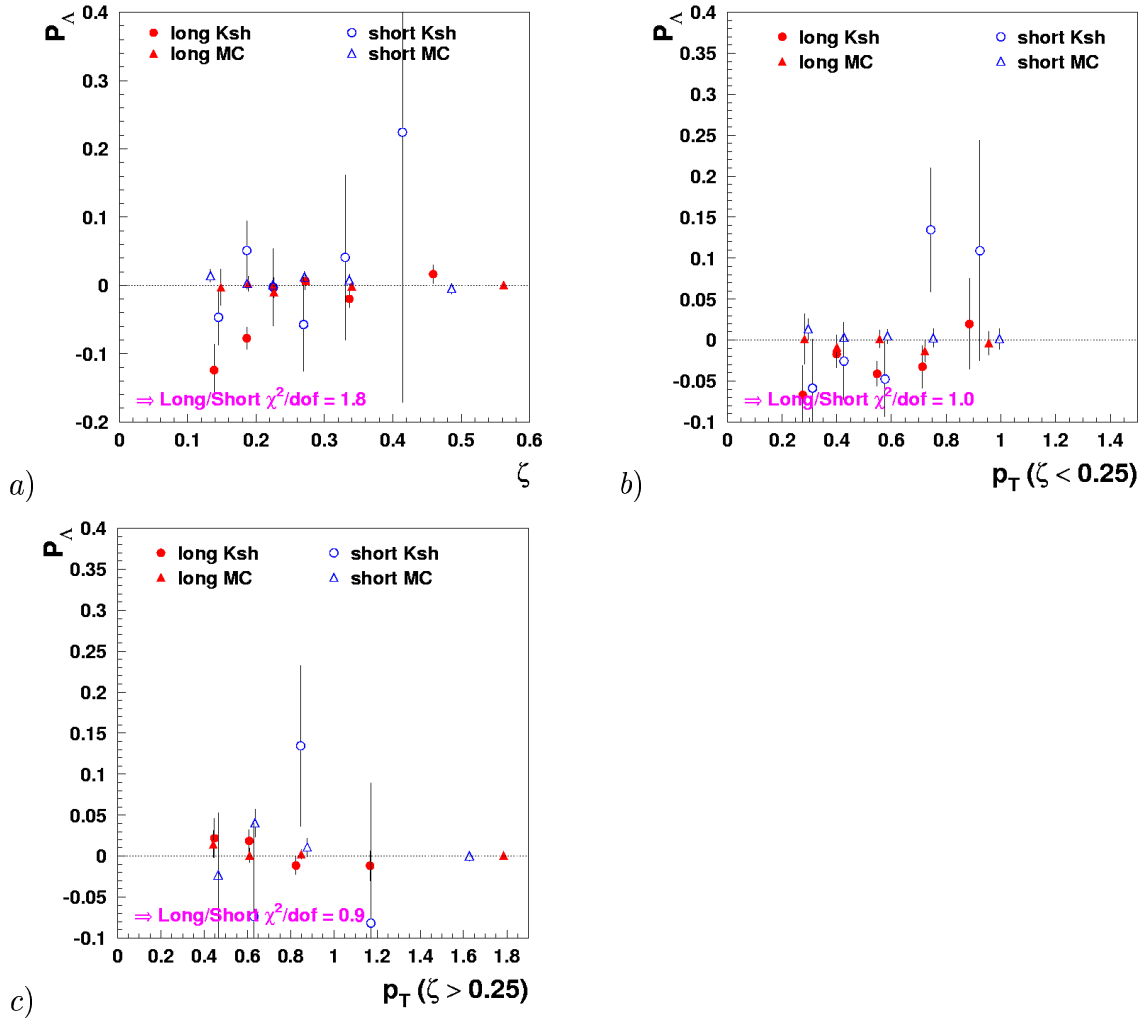 P_Λ
0.4
0.3
0.2
0.1
0
-0.1
-0.2
long Ksh short Ksh
long MC short MC
⇒ Long/Short χ²/dof = 1.8
0 0.1 0.2 0.3 0.4 0.5 0.6
ζ
a)
P_Λ
0.4
0.35
0.3
0.25
0.2
0.15
0.1
0.05
0
-0.05
-0.1
long Ksh short Ksh
long MC short MC
⇒ Long/Short χ²/dof = 1.0
0 0.2 0.4 0.6 0.8 1 1.2 1.4
p_T (ζ < 0.25)
b)
P_Λ
0.4
0.35
0.3
0.25
0.2
0.15
0.1
0.05
0
-0.05
-0.1
long Ksh short Ksh
long MC short MC
⇒ Long/Short χ²/dof = 0.9
0 0.2 0.4 0.6 0.8 1 1.2 1.4 1.6 1.8
p_T (ζ > 0.25)
c)